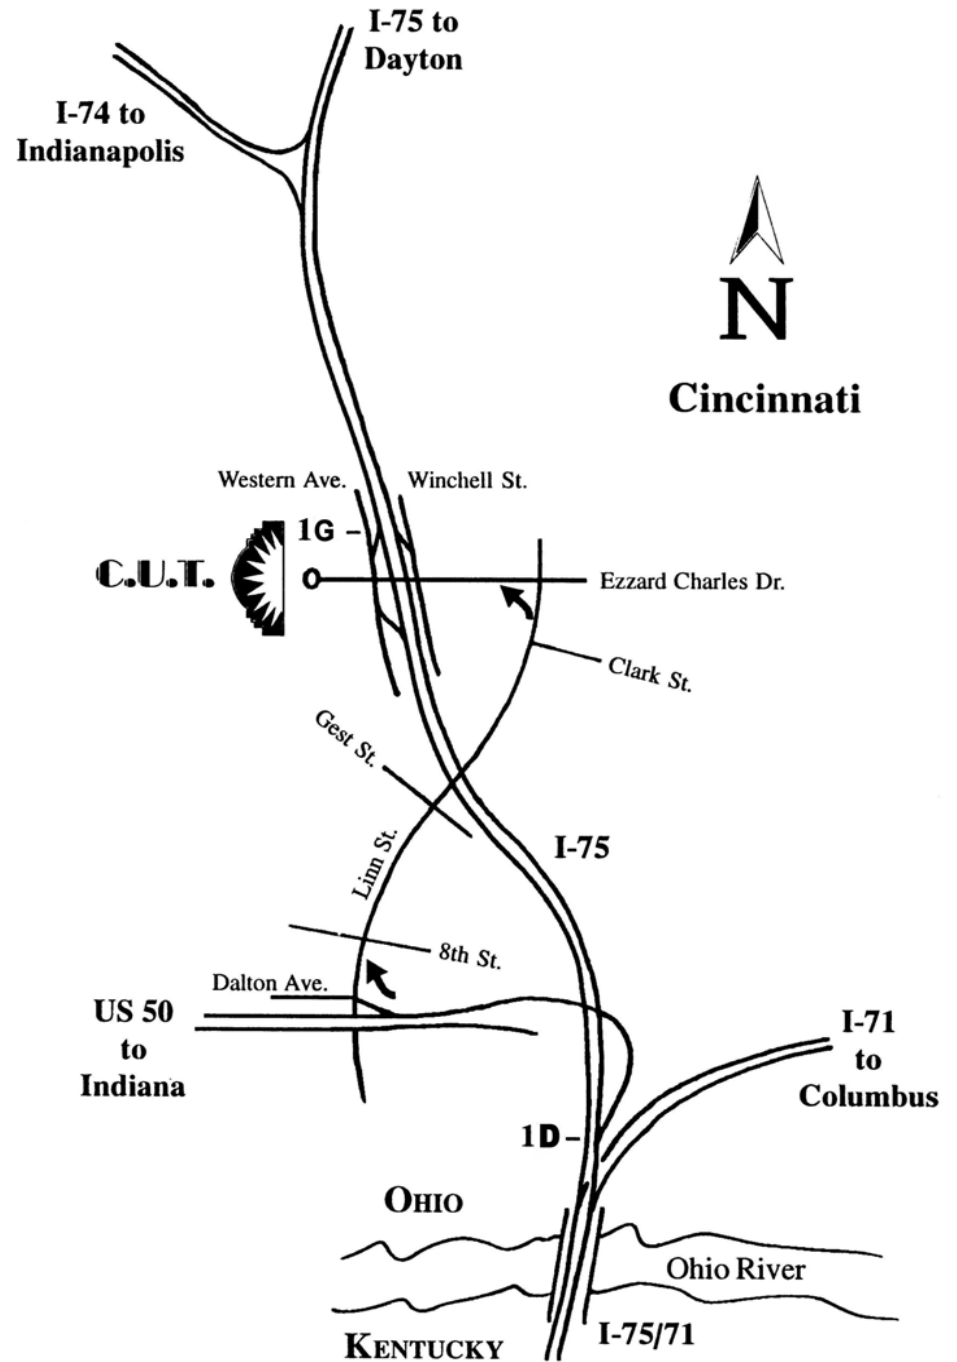 I-75 to
Dayton
I-74 to
Indianapolis
N
Cincinnati
Western Ave.
Winchell St.
1G
C.U.T.
Ezzard Charles Dr.
Clark St.
Gest St.
I-75
Linn St.
8th St.
Dalton Ave.
US 50
to
Indiana
I-71
to
Columbus
1D
OHIO
Ohio River
I-75/71
KENTUCKY